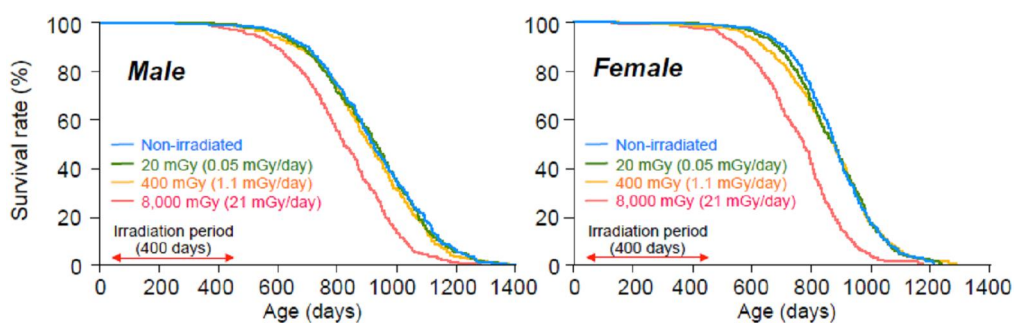 Survival rate (%)
100
80
60
40
20
0
Male
Non-irradiated
20 mGy (0.05 mGy/day)
400 mGy (1.1 mGy/day)
8,000 mGy (21 mGy/day)
Irradiation period
(400 days)
0 200 400 600 800 1000 1200 1400
Age (days)
100
80
60
40
20
0
Female
Non-irradiated
20 mGy (0.05 mGy/day)
400 mGy (1.1 mGy/day)
8,000 mGy (21 mGy/day)
Irradiation period
(400 days)
0 200 400 600 800 1000 1200 1400
Age (days)